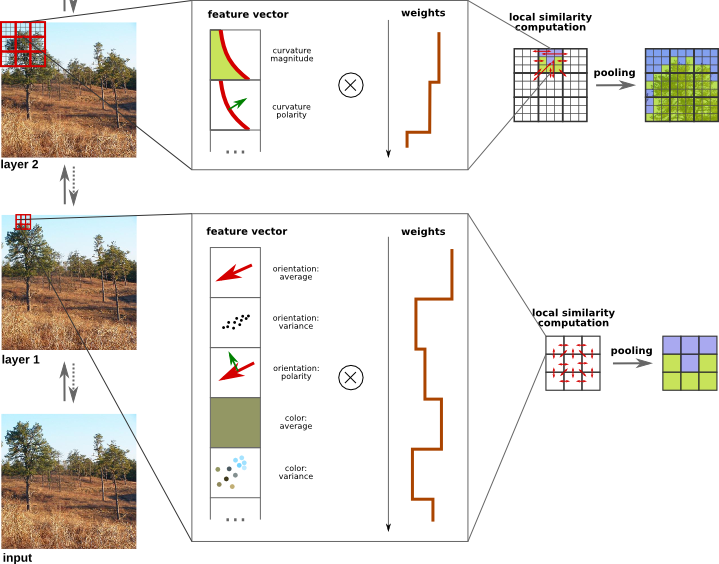 feature vector
weights
curvature
magnitude
curvature
polarity
...
local similarity
computation
pooling
layer 2
feature vector
weights
orientation:
average
orientation:
variance
orientation:
polarity
color:
average
color:
variance
...
local similarity
computation
pooling
layer 1
input